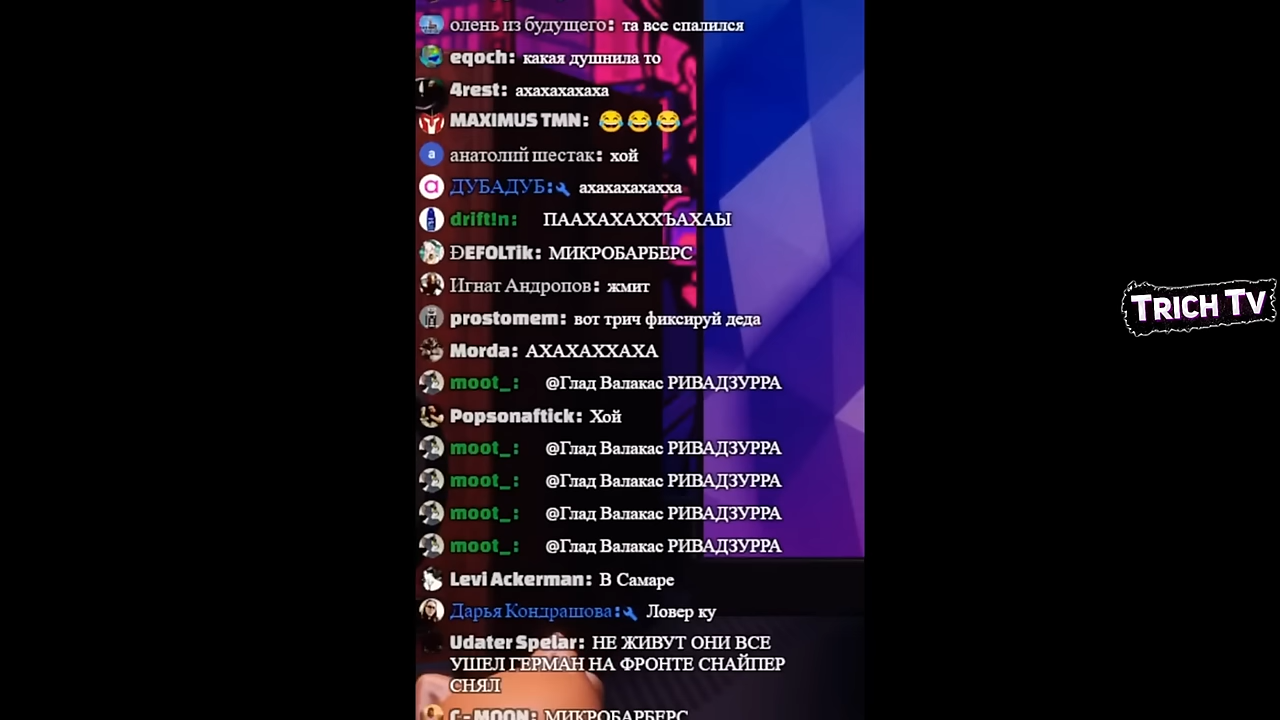 олень из будущего: та все спалился
eqoch: какая душнила то
4rest: ахахахахаха
MAXIMUS TMN: 😂😂😂
а анатолий шестак: хой
ДУБАДУБ: ахахахахахха
drift!n: ПААХАХАХХЪАХАЫ
ĐEFOLTik: МИКРОБАРБЕРС
Игнат Андропов: жмит
TRICH TV
prostomem: вот трич фиксируй деда
Morda: АХАХАХХАХА
moot_: @Глад Валакас РИВАДЗУРРА
Popsonaftick: Хой
moot_: @Глад Валакас РИВАДЗУРРА
moot_: @Глад Валакас РИВАДЗУРРА
moot_: @Глад Валакас РИВАДЗУРРА
moot_: @Глад Валакас РИВАДЗУРРА
Levi Ackerman: В Самаре
Дарья Кондрашова: Ловер ку
Udater Spelar: НЕ ЖИВУТ ОНИ ВСЕ
УШЕЛ ГЕРМАН НА ФРОНТЕ СНАЙПЕР
СНЯЛ
C-MOON: МИКРОБАРБЕРС